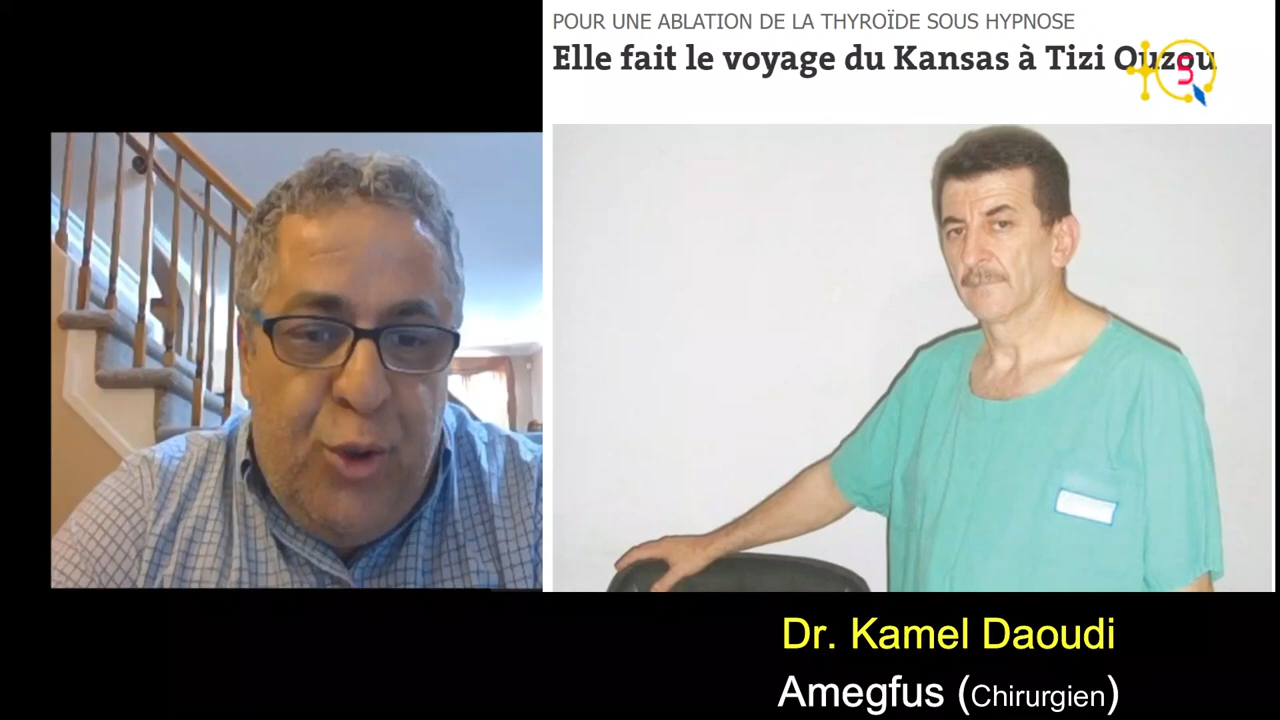 POUR UNE ABLATION DE LA THYROÏDE SOUS HYPNOSE
Elle fait le voyage du Kansas à Tizi Ouzou
5
Dr. Kamel Daoudi
Amegfus (Chirurgien)